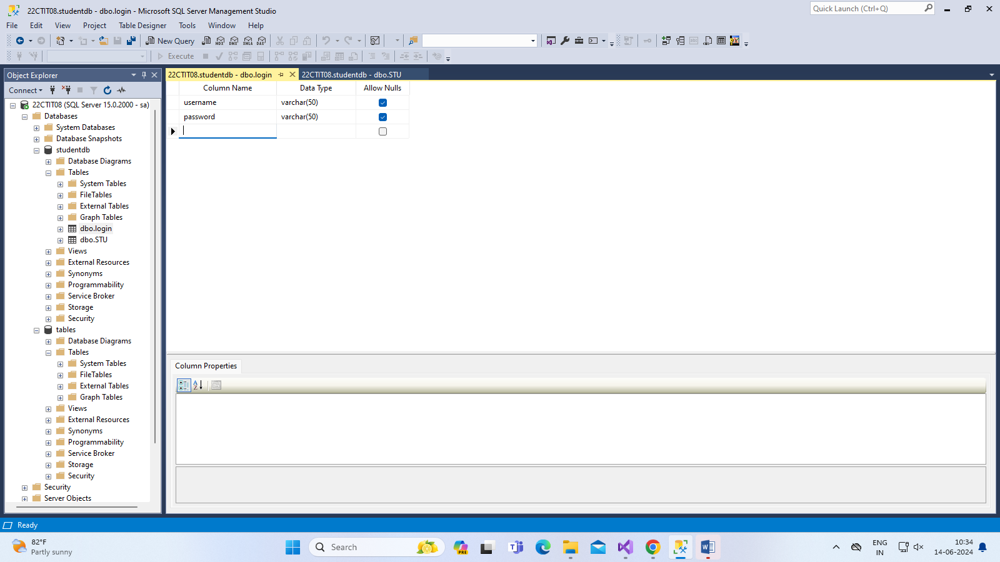 22CTIT08.studentdb - dbo.login - Microsoft SQL Server Management Studio
Quick Launch (Ctrl+Q)
File Edit View Project Table Designer Tools Window Help
New Query
MDX DMX XMLA DAX
Execute
Object Explorer
Connect
22CTIT08 (SQL Server 15.0.2000 - sa)
Databases
System Databases
Database Snapshots
studentdb
Database Diagrams
Tables
System Tables
FileTables
External Tables
Graph Tables
dbo.login
dbo.STU
Views
External Resources
Synonyms
Programmability
Service Broker
Storage
Security
tables
Database Diagrams
Tables
System Tables
FileTables
External Tables
Graph Tables
Views
External Resources
Synonyms
Programmability
Service Broker
Storage
Security
Security
Server Objects
22CTIT08.studentdb - dbo.login
22CTIT08.studentdb - dbo.STU
Column Name Data Type Allow Nulls
username varchar(50)
password varchar(50)
Column Properties
Ready
82°F
Partly sunny
Search
PRE
ENG
IN
10:34
14-06-2024